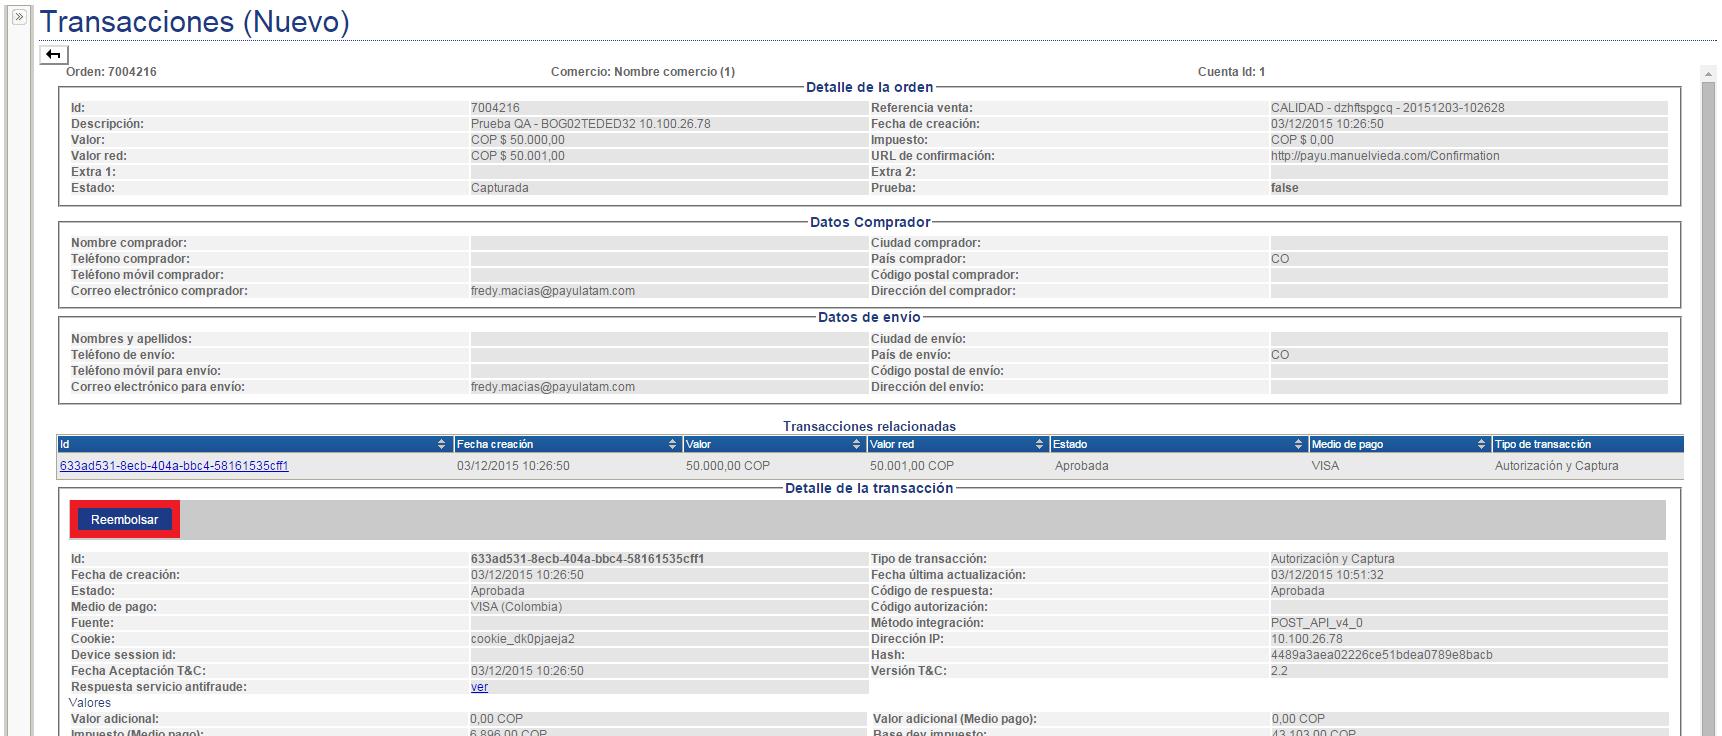 Transacciones (Nuevo)
Orden: 7004216 Comercio: Nombre comercio (1) Cuenta Id: 1
Detalle de la orden
Id: 7004216 Referencia venta: CALIDAD - dzhftspgcq - 20151203-102628
Descripción: Prueba QA - BOG02TEDED32 10.100.26.78 Fecha de creación: 03/12/2015 10:26:50
Valor: COP $ 50.000,00 Impuesto: COP $ 0,00
Valor red: COP $ 50.001,00 URL de confirmación: http://payu.manuelvieda.com/Confirmation
Extra 1: Extra 2:
Estado: Capturada Prueba: false
Datos Comprador
Nombre comprador: Ciudad comprador:
Teléfono comprador: País comprador: CO
Teléfono móvil comprador: Código postal comprador:
Correo electrónico comprador: fredy.macias@payulatam.com Dirección del comprador:
Datos de envío
Nombres y apellidos: Ciudad de envío:
Teléfono de envío: País de envío: CO
Teléfono móvil para envío: Código postal de envío:
Correo electrónico para envío: fredy.macias@payulatam.com Dirección del envío:
Transacciones relacionadas
Id Fecha creación Valor Valor red Estado Medio de pago Tipo de transacción
633ad531-8ecb-404a-bbc4-58161535cff1 03/12/2015 10:26:50 50.000,00 COP 50.001,00 COP Aprobada VISA Autorización y Captura
Detalle de la transacción
Reembolsar
Id: 633ad531-8ecb-404a-bbc4-58161535cff1 Tipo de transacción: Autorización y Captura
Fecha de creación: 03/12/2015 10:26:50 Fecha última actualización: 03/12/2015 10:51:32
Estado: Aprobada Código de respuesta: Aprobada
Medio de pago: VISA (Colombia) Código autorización:
Fuente: Método integración: POST_API_v4_0
Cookie: cookie_dk0pjaeja2 Dirección IP: 10.100.26.78
Device session id: Hash: 4489a3aea02226ce51bdea0789e8bacb
Fecha Aceptación T&C: 03/12/2015 10:26:50 Versión T&C: 2.2
Respuesta servicio antifraude: ver
Valores
Valor adicional: 0,00 COP Valor adicional (Medio pago): 0,00 COP
Impuesto (Medio pago): 6.896,00 COP Base dev impuesto: 43.103,00 COP